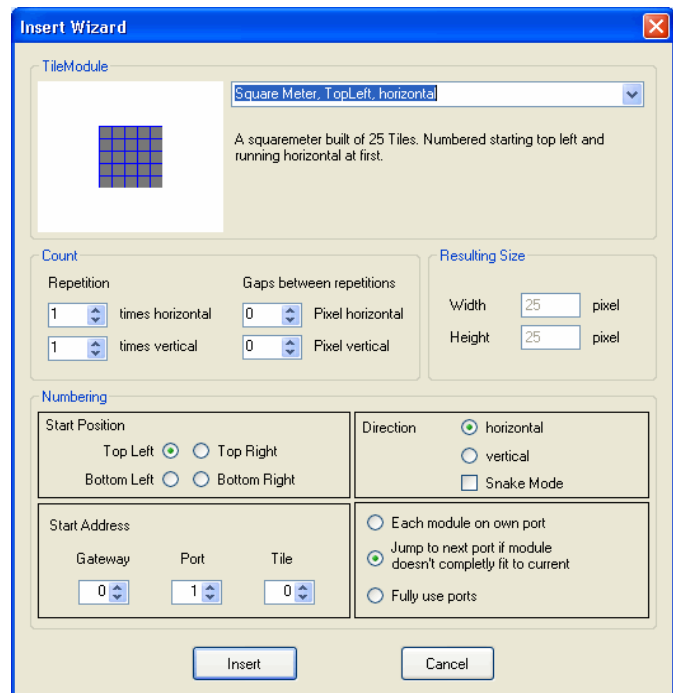 Insert Wizard
TileModule
Square Meter, TopLeft, horizontal
A squaremeter built of 25 Tiles. Numbered starting top left and
running horizontal at first.
Count
Repetition
Gaps between repetitions
1 times horizontal
0 Pixel horizontal
1 times vertical
0 Pixel vertical
Resulting Size
Width 25 pixel
Height 25 pixel
Numbering
Start Position
Top Left Top Right
Bottom Left Bottom Right
Direction horizontal
vertical
Snake Mode
Start Address
Gateway Port Tile
0 1 0
Each module on own port
Jump to next port if module
doesn't completly fit to current
Fully use ports
Insert
Cancel